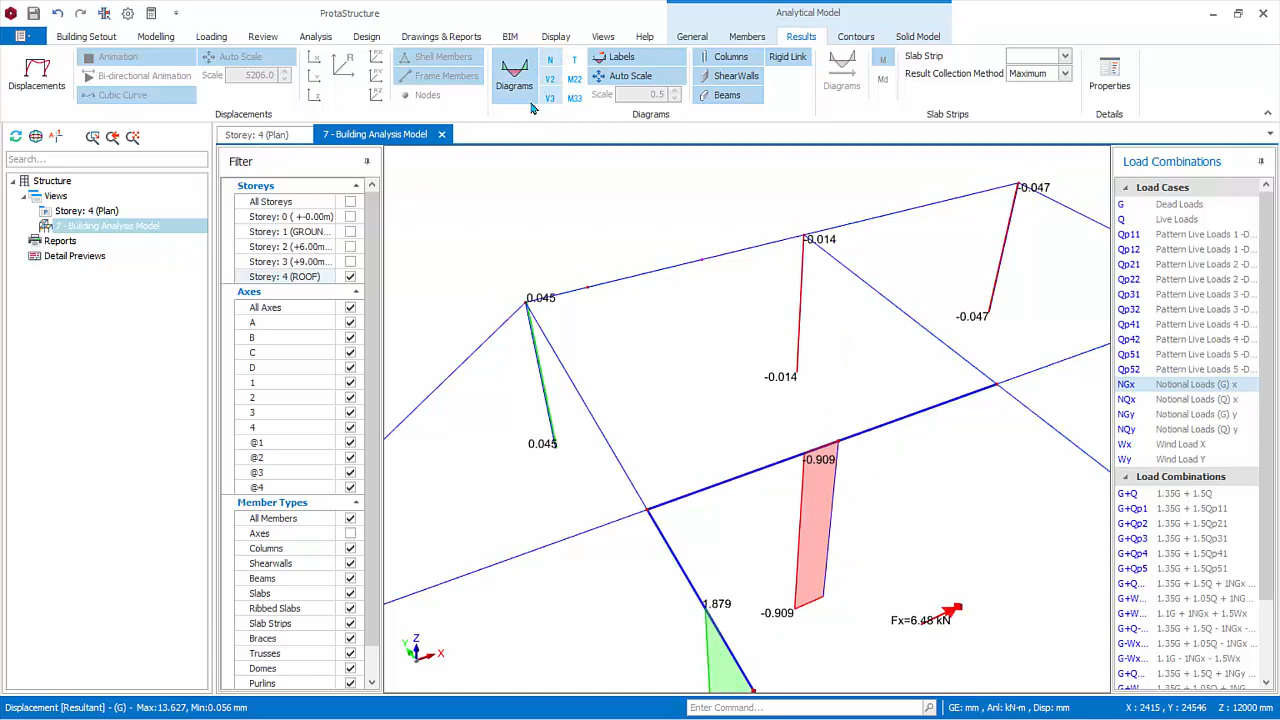 ProtaStructure
Analytical Model
Building Setout
Modelling
Loading
Review
Analysis
Design
Drawings & Reports
BIM
Display
Views
Help
General
Members
Results
Contours
Solid Model
Displacements
Animation
Auto Scale
Bi-directional Animation
Scale
5206.0
Cubic Curve
Displacements
Shell Members
Frame Members
Nodes
Diagrams
N
T
V2
M22
V3
M33
Labels
Auto Scale
Scale
0.5
Columns
Rigid Link
ShearWalls
Beams
Diagrams
Diagrams
M
Md
Slab Strip
Result Collection Method
Maximum
Slab Strips
Properties
Details
Search...
Structure
Views
Storey: 4 (Plan)
7 - Building Analysis Model
Reports
Detail Previews
Storey: 4 (Plan)
7 - Building Analysis Model
Filter
Storeys
All Storeys
Storey: 0 ( +-0.00m)
Storey: 1 (GROUN...
Storey: 2 (+6.00m...
Storey: 3 (+9.00m...
Storey: 4 (ROOF)
Axes
All Axes
A
B
C
D
1
2
3
4
@1
@2
@3
@4
Member Types
All Members
Axes
Columns
Shearwalls
Beams
Slabs
Ribbed Slabs
Slab Strips
Braces
Trusses
Domes
Purlins
-0.047
-0.014
0.045
-0.047
-0.014
0.045
-0.909
1.879
-0.909
Fx=6.48 kN
Z
Y
X
Load Combinations
Load Cases
G Dead Loads
Q Live Loads
Qp11 Pattern Live Loads 1 -D...
Qp12 Pattern Live Loads 1 -D...
Qp21 Pattern Live Loads 2 -D...
Qp22 Pattern Live Loads 2 -D...
Qp31 Pattern Live Loads 3 -D...
Qp32 Pattern Live Loads 3 -D...
Qp41 Pattern Live Loads 4 -D...
Qp42 Pattern Live Loads 4 -D...
Qp51 Pattern Live Loads 5 -D...
Qp52 Pattern Live Loads 5 -D...
NGx Notional Loads (G) x
NQx Notional Loads (Q) x
NGy Notional Loads (G) y
NQy Notional Loads (Q) y
Wx Wind Load X
Wy Wind Load Y
Load Combinations
G+Q 1.35G + 1.5Q
G+Qp1 1.35G + 1.5Qp11
G+Qp2 1.35G + 1.5Qp21
G+Qp3 1.35G + 1.5Qp31
G+Qp4 1.35G + 1.5Qp41
G+Qp5 1.35G + 1.5Qp51
G+Q... 1.35G + 1.5Q + 1NGx ...
G+W... 1.35G + 1.05Q + 1NG...
G+W... 1.1G + 1NGx + 1.5Wx
G+Q-... 1.35G + 1.5Q - 1NGx -...
G-Wx... 1.35G + 1.05Q - 1NGx...
G-Wx... 1.1G - 1NGx - 1.5Wx
G+Q... 1.35G + 1.5Q + 1NGy ...
G+W... 1.35G + 1.05Q + 1NG...
Displacement [Resultant] - (G) - Max:13.627, Min:0.056 mm
Enter Command...
GE: mm , Anl: kN-m , Disp: mm
X : 2415 , Y : 24546
Z : 12000 mm